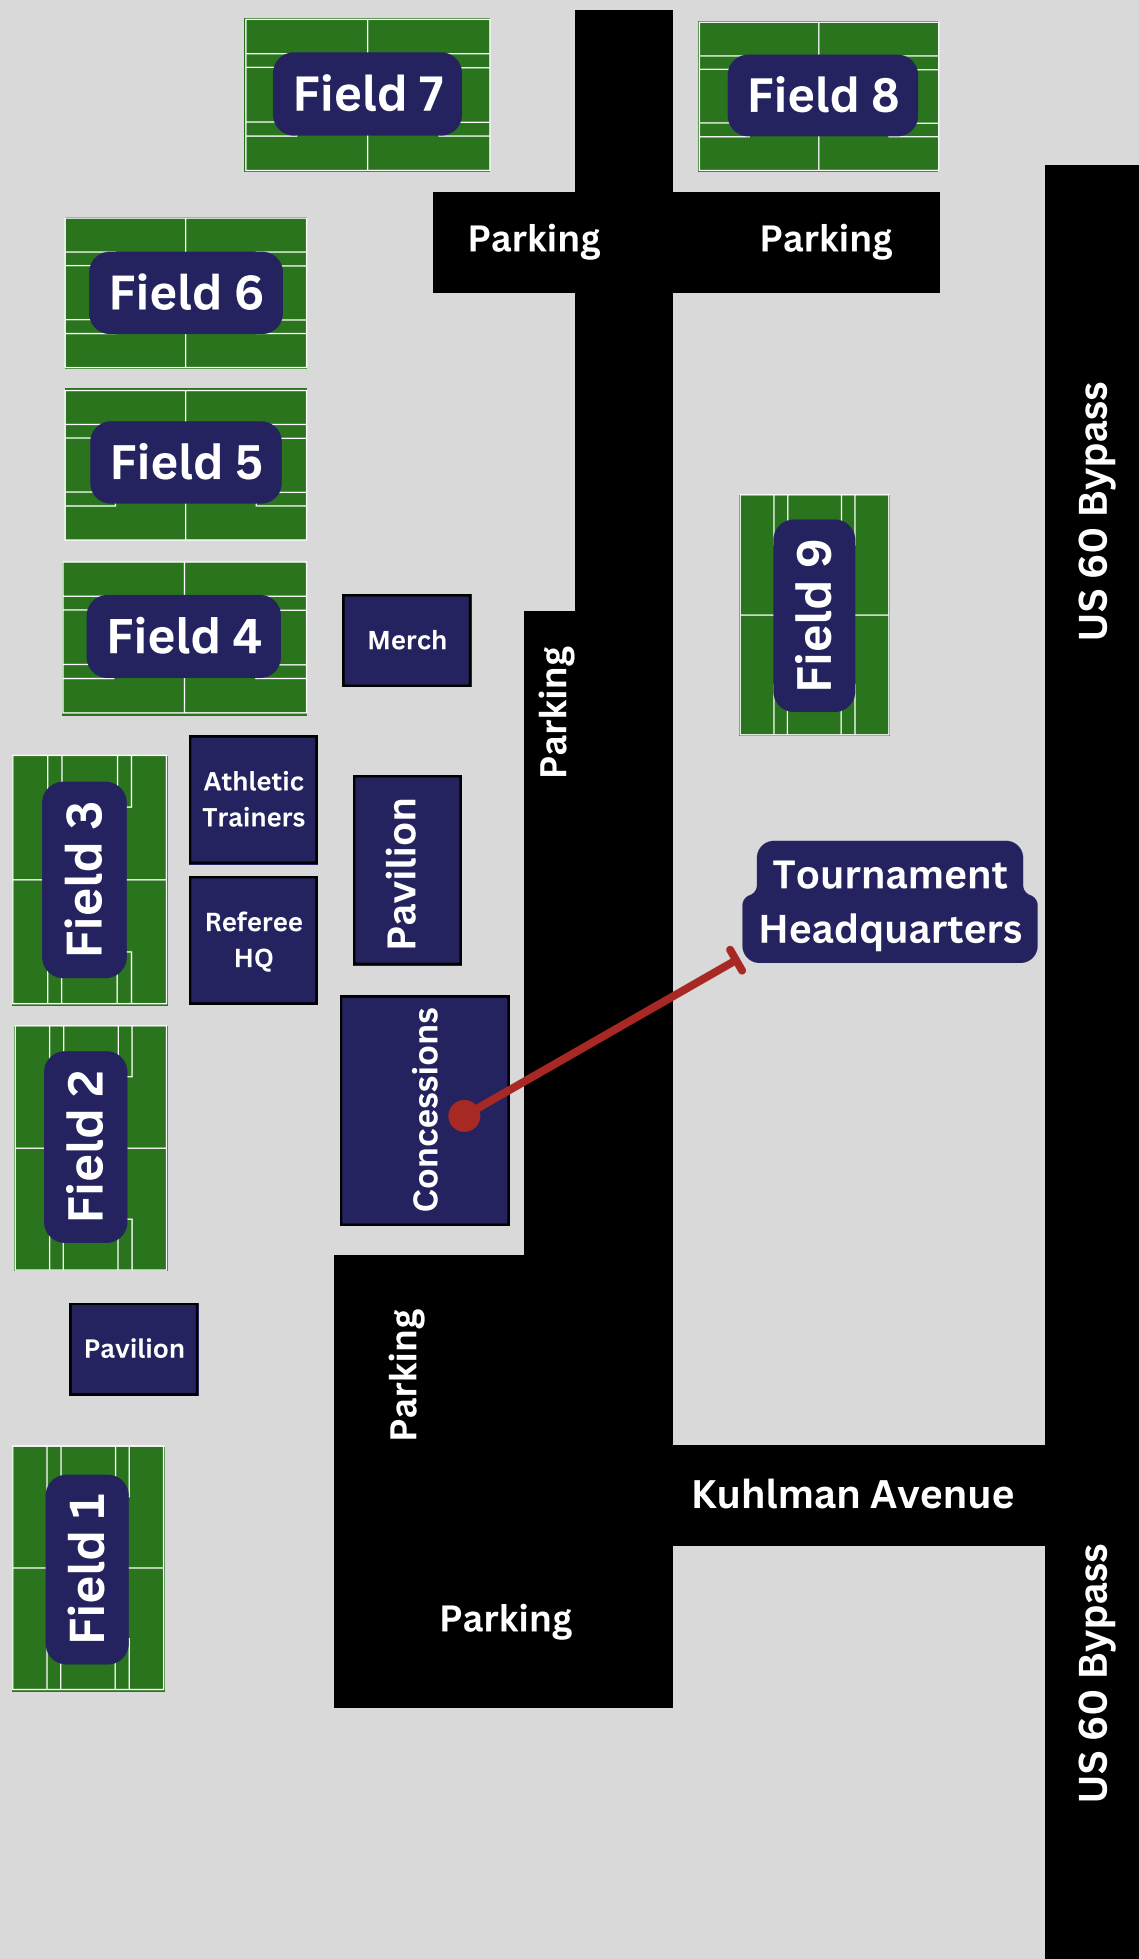 Field 7
Field 8
Parking
Parking
Field 6
US 60 Bypass
Field 5
Field 9
Field 4
Merch
Parking
Athletic
Trainers
Field 3
Pavilion
Tournament
Headquarters
Referee
HQ
Concessions
Field 2
Pavilion
Parking
Kuhlman Avenue
Field 1
Parking
US 60 Bypass